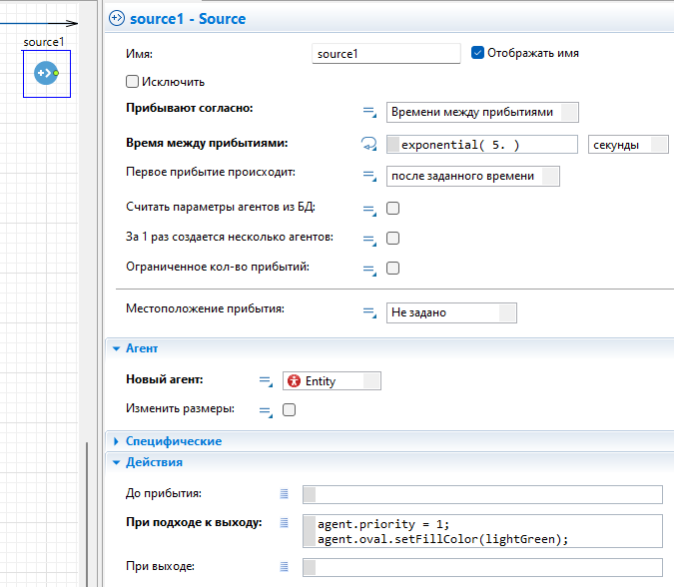 source1 - Source
source1
Имя:
source1
Отображать имя
Исключить
Прибывают согласно:
Времени между прибытиями
Время между прибытиями:
exponential( 5. )
секунды
Первое прибытие происходит:
после заданного времени
Считать параметры агентов из БД:
За 1 раз создается несколько агентов:
Ограниченное кол-во прибытий:
Местоположение прибытия:
Не задано
Агент
Новый агент:
Entity
Изменить размеры:
Специфические
Действия
До прибытия:
При подходе к выходу:
agent.priority = 1;
agent.oval.setFillColor(lightGreen);
При выходе: